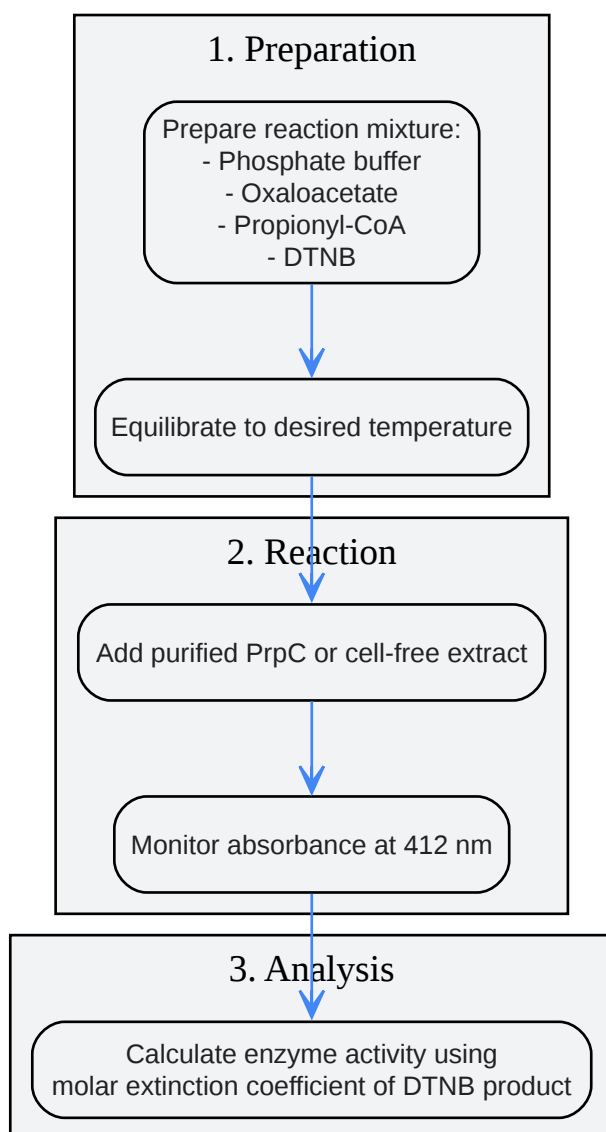 1. Preparation
Prepare reaction mixture:
- Phosphate buffer
- Oxaloacetate
- Propionyl-CoA
- DTNB
Equilibrate to desired temperature
2. Reaction
Add purified PrpC or cell-free extract
Monitor absorbance at 412 nm
3. Analysis
Calculate enzyme activity using
molar extinction coefficient of DTNB product